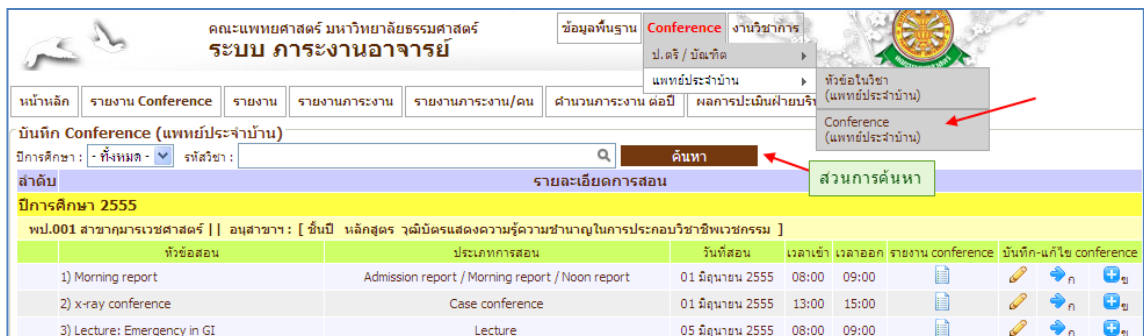 คณะแพทยศาสตร์ มหาวิทยาลัยธรรมศาสตร์
ระบบ ภาระงานอาจารย์
ข้อมูลพื้นฐาน Conference งานวิชาการ
ป.ตรี / บัณฑิต
แพทย์ประจำบ้าน
หัวข้อในวิชา
(แพทย์ประจำบ้าน)
Conference
(แพทย์ประจำบ้าน)
หน้าหลัก รายงาน Conference รายงาน รายงานภาระงาน รายงานภาระงาน/คน คำนวนภาระงาน ต่อปี ผลการประเมินฝ่ายบริ
บันทึก Conference (แพทย์ประจำบ้าน)
ปีการศึกษา : - ทั้งหมด - รหัสวิชา : ค้นหา
สวนการค้นหา
ลำดับ รายละเอียดการสอน
ปีการศึกษา 2555
พป.001 สาขากุมารเวชศาสตร์ || อนุสาขาฯ : [ ชั้นปี หลักสูตร วุฒิบัตรแสดงความรู้ความชำนาญในการประกอบวิชาชีพเวชกรรม ]
หัวข้อสอน ประเภทการสอน วันที่สอน เวลาเข้า เวลาออก รายงาน conference บันทึก-แก้ไข conference
1) Morning report Admission report / Morning report / Noon report 01 มิถุนายน 2555 08:00 09:00 ก ข
2) x-ray conference Case conference 01 มิถุนายน 2555 13:00 15:00 ก ข
3) Lecture: Emergency in GI Lecture 05 มิถุนายน 2555 08:00 09:00 ก ข